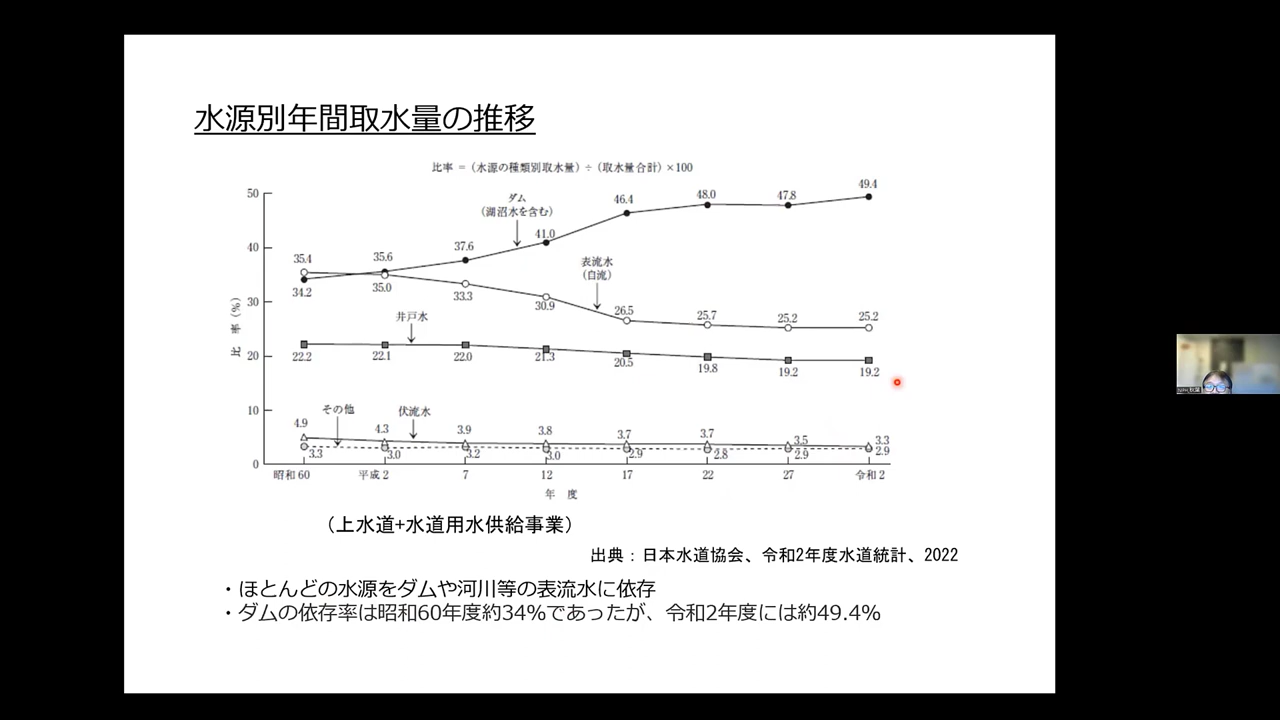 水源別年間取水量の推移
比率 =（水源の種類別取水量）÷（取水量合計）×100
50
40
30
20
10
0
比 率 (%)
ダム
（湖沼水を含む）
表流水
（自流）
井戸水
その他
伏流水
34.2 35.6 37.6 41.0 46.4 48.0 47.8 49.4
35.4 35.0 33.3 30.9 26.5 25.7 25.2 25.2
22.2 22.1 22.0 21.3 20.5 19.8 19.2 19.2
4.9 4.3 3.9 3.8 3.7 3.7 3.5 3.3
3.3 3.0 3.2 3.0 2.9 2.8 2.9 2.9
昭和60 平成2 7 12 17 22 27 令和2
年 度
（上水道+水道用水供給事業）
出典：日本水道協会、令和2年度水道統計、2022
・ほとんどの水源をダムや河川等の表流水に依存
・ダムの依存率は昭和60年度約34%であったが、令和2年度には約49.4%